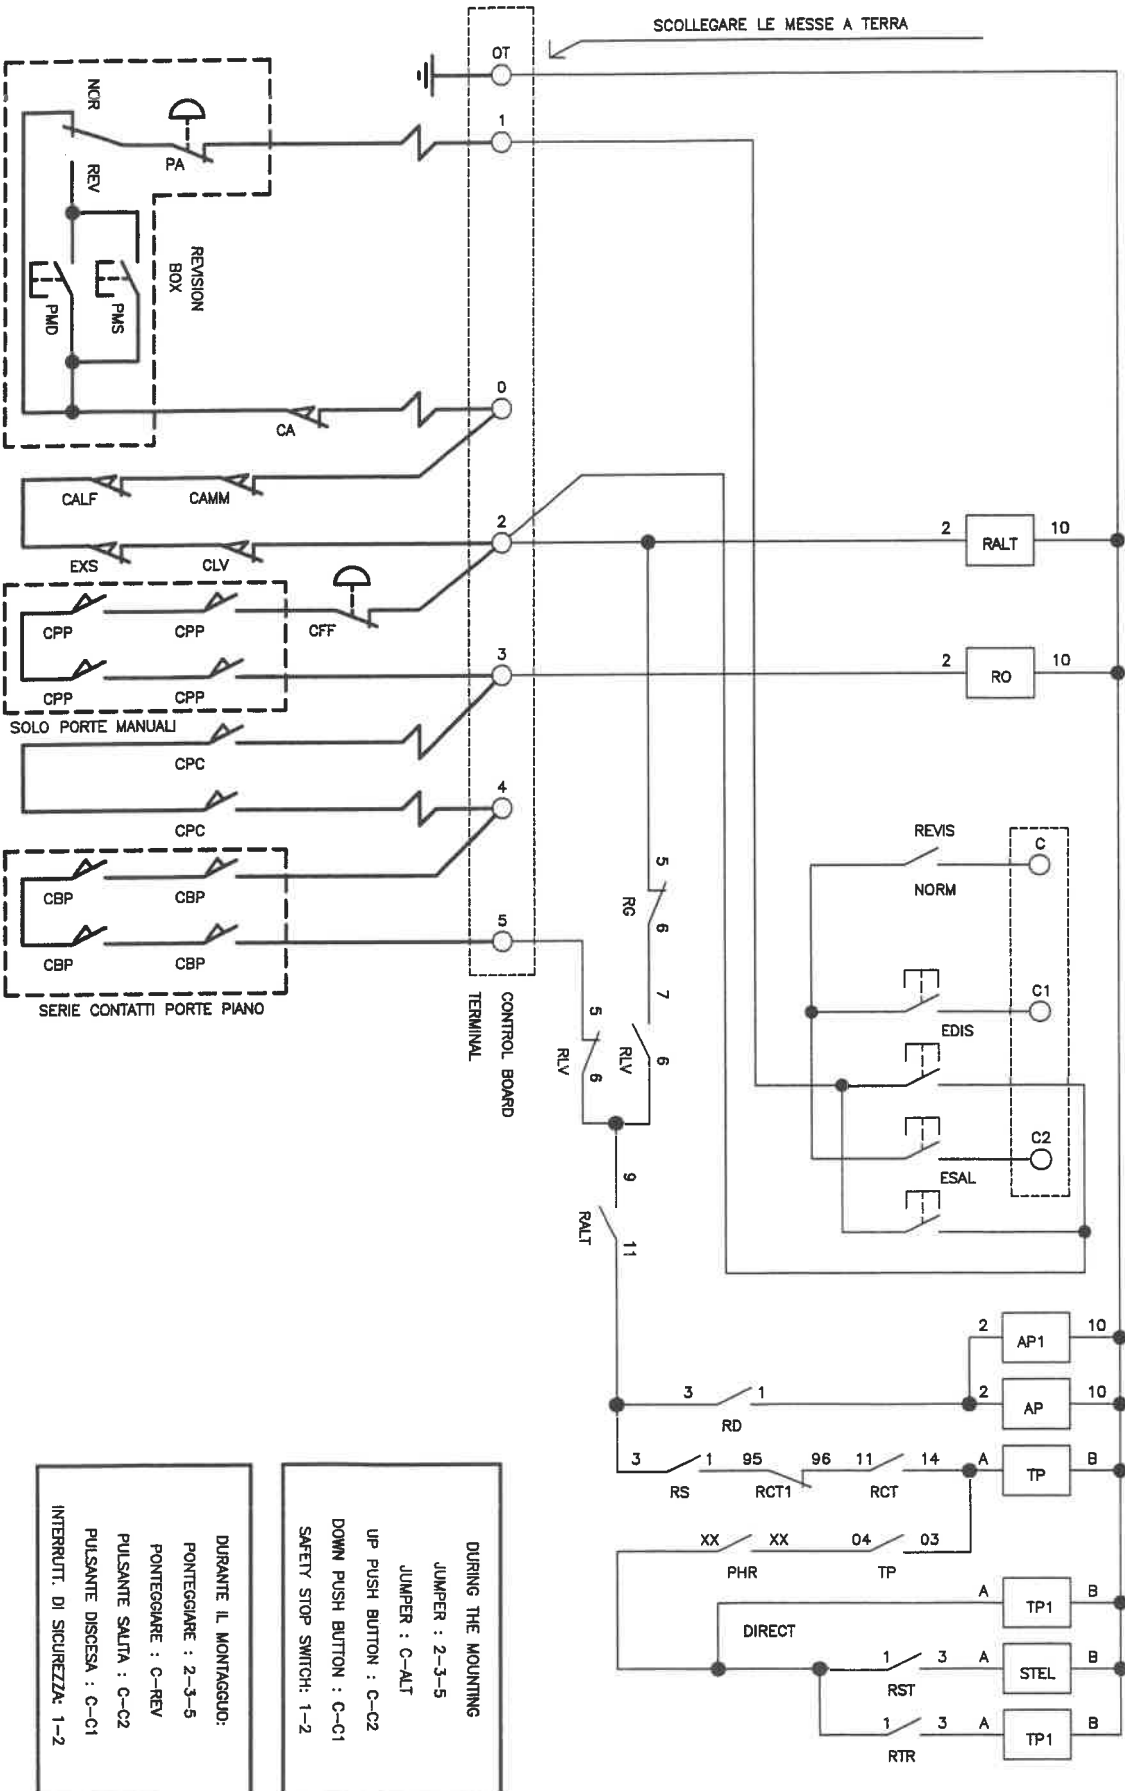 SCOLLEGARE LE MESSE A TERRA
OT
1
NOR
REV
PA
REVISION
BOX
PMD
PMS
0
CA
CALF
CAMM
2
EXS
CLV
2
RALT
10
CPP
CPP
CFF
3
CPP
CPP
2
RO
10
SOLO PORTE MANUALI
CPC
4
CPC
CBP
CBP
5
CBP
CBP
SERIE CONTATTI PORTE PIANO
CONTROL BOARD
TERMINAL
5
RG
6
7
RLV
6
5
RLV
6
9
RALT
11
REVIS
NORM
C
C1
EDIS
C2
ESAL
2
AP1
10
3
RD
1
2
AP
10
3
RS
1
95
RCT1
96
11
RCT
14
A
TP
B
XX
PHR
XX
04
TP
03
DIRECT
A
TP1
B
1
RST
3
A
STEL
B
1
RTR
3
A
TP1
B
DURING THE MOUNTING
JUMPER : 2-3-5
JUMPER : C-ALT
UP PUSH BUTTON : C-C2
DOWN PUSH BUTTON : C-C1
SAFETY STOP SWITCH: 1-2
DURANTE IL MONTAGGUO:
PONTEGGIARE : 2-3-5
PONTEGGIARE : C-REV
PULSANTE SALITA : C-C2
PULSANTE DISCESA : C-C1
INTERRUTT. DI SICUREZZA: 1-2